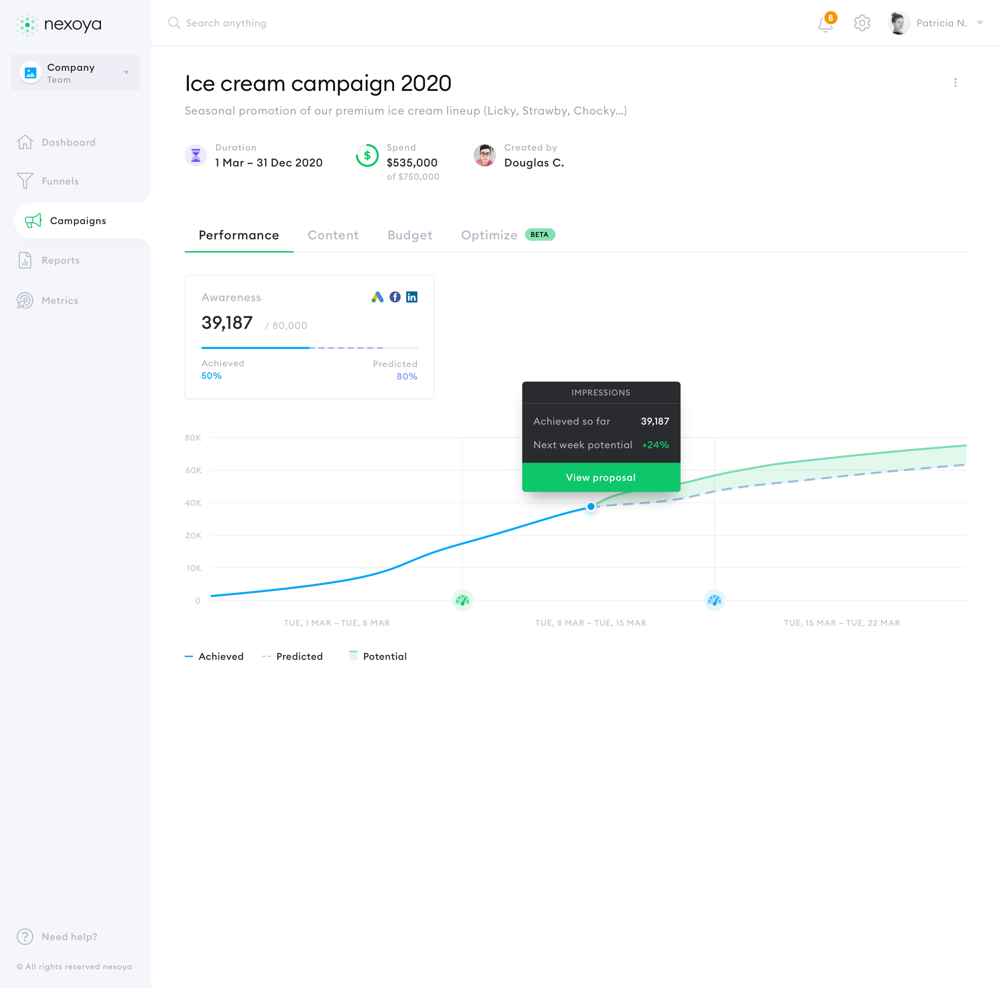 nexoya
Search anything
8
Patricia N.
Company
Team
Dashboard
Funnels
Campaigns
Reports
Metrics
Need help?
© All rights reserved nexoya
Ice cream campaign 2020
Seasonal promotion of our premium ice cream lineup (Licky, Strawby, Chocky...)
Duration
1 Mar – 31 Dec 2020
$
Spend
$535,000
of $750,000
Created by
Douglas C.
Performance
Content
Budget
Optimize
BETA
Awareness
f
in
39,187 / 80,000
Achieved
50%
Predicted
80%
IMPRESSIONS
Achieved so far 39,187
Next week potential +24%
View proposal
80K
60K
40K
20K
10K
0
TUE, 1 MAR – TUE, 8 MAR
TUE, 8 MAR – TUE, 15 MAR
TUE, 15 MAR – TUE, 22 MAR
Achieved
Predicted
Potential